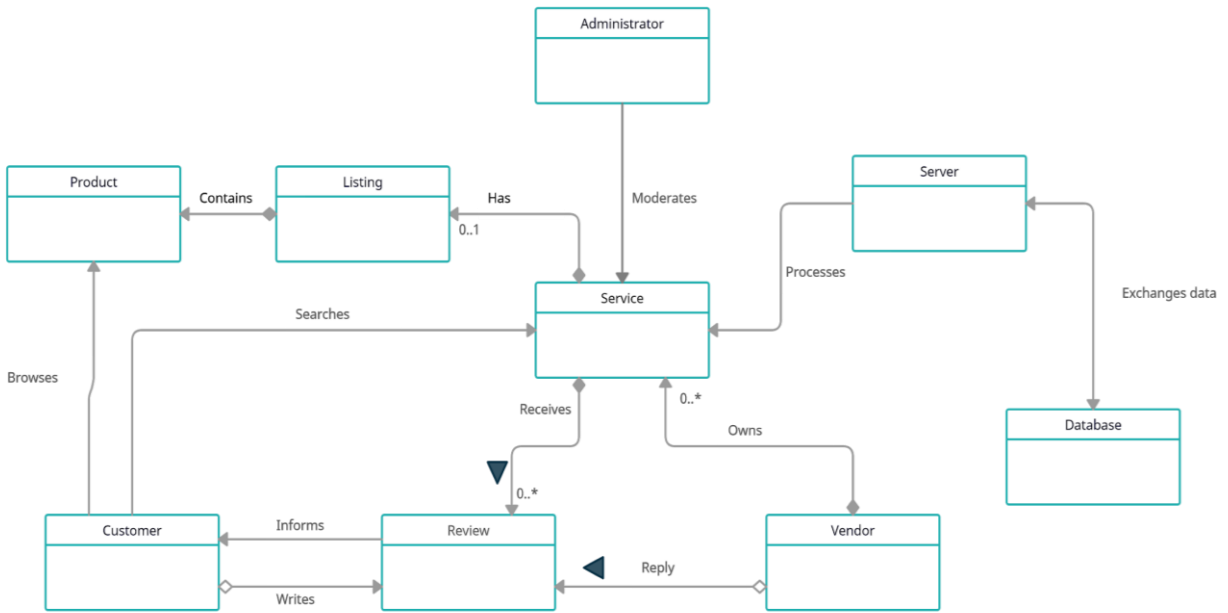 Administrator
Product
Contains
Listing
Has
0..1
Moderates
Server
Processes
Exchanges data
Service
Searches
Browses
Receives
0..*
Owns
0..*
Database
Customer
Informs
Review
Vendor
Writes
Reply